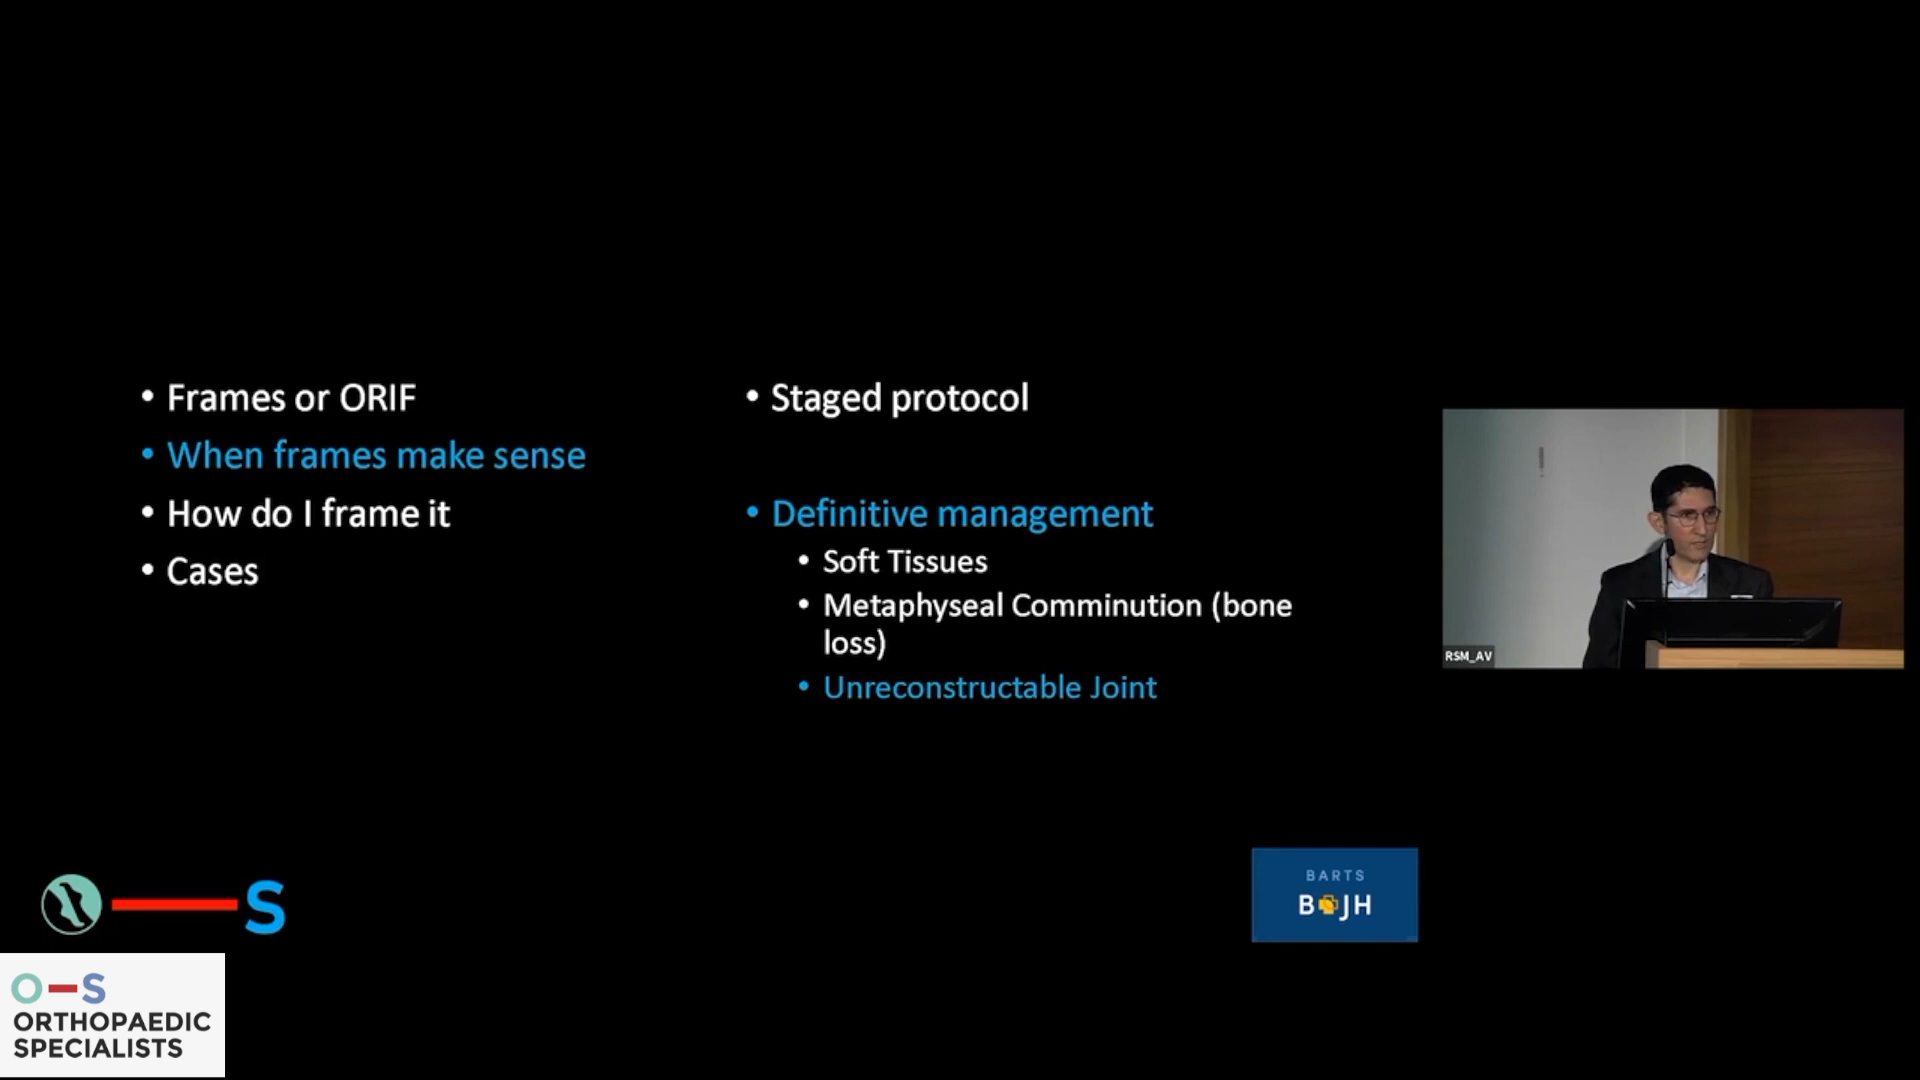 • Frames or ORIF
• When frames make sense
• How do I frame it
• Cases
• Staged protocol
• Definitive management
• Soft Tissues
• Metaphyseal Comminution (bone
loss)
• Unreconstructable Joint
RSM_AV
S
BARTS
B JH
O—S
ORTHOPAEDIC
SPECIALISTS